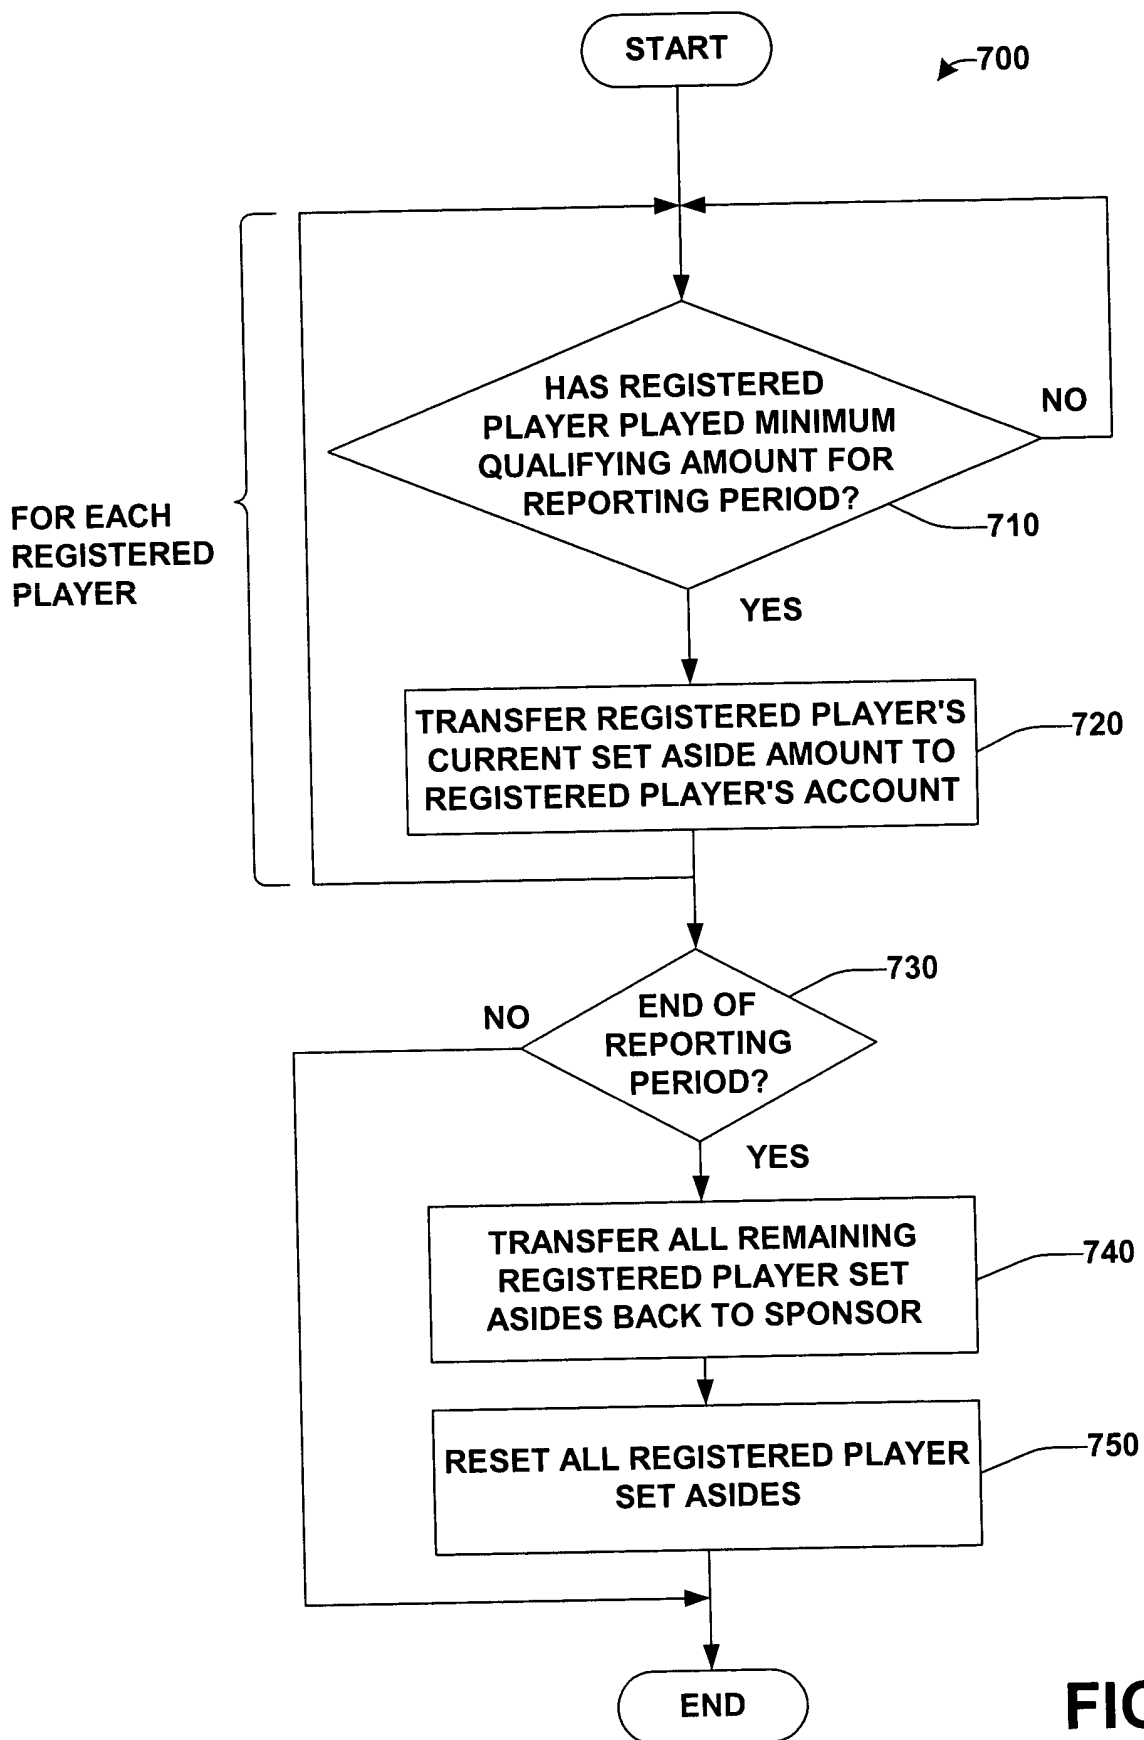 START
700
HAS REGISTERED
PLAYER PLAYED MINIMUM
QUALIFYING AMOUNT FOR
REPORTING PERIOD?
NO
710
FOR EACH
REGISTERED
PLAYER
YES
TRANSFER REGISTERED PLAYER'S
CURRENT SET ASIDE AMOUNT TO
REGISTERED PLAYER'S ACCOUNT
720
730
NO
END OF
REPORTING
PERIOD?
YES
TRANSFER ALL REMAINING
REGISTERED PLAYER SET
ASIDES BACK TO SPONSOR
740
RESET ALL REGISTERED PLAYER
SET ASIDES
750
END